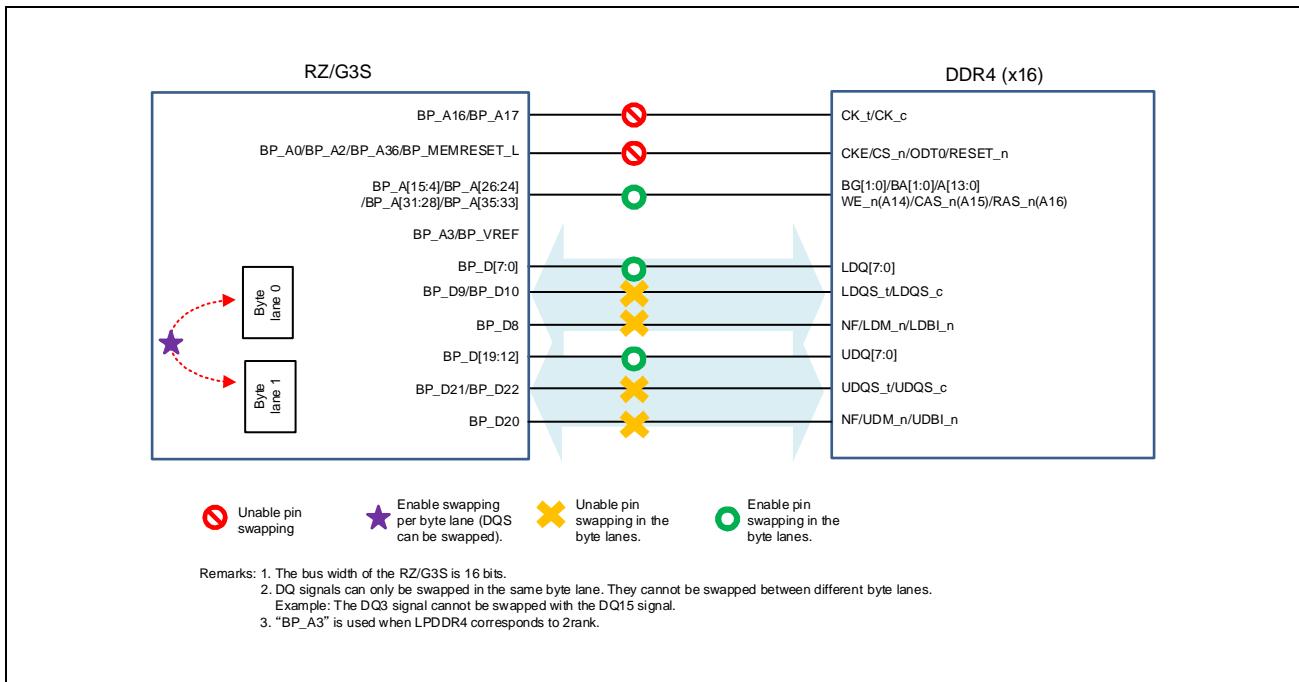 RZ/G3S
DDR4 (x16)
BP_A16/BP_A17
CK_t/CK_c
BP_A0/BP_A2/BP_A36/BP_MEMRESET_L
CKE/CS_n/ODT0/RESET_n
BP_A[15:4]/BP_A[26:24]
/BP_A[31:28]/BP_A[35:33]
BG[1:0]/BA[1:0]/A[13:0]
WE_n(A14)/CAS_n(A15)/RAS_n(A16)
BP_A3/BP_VREF
BP_D[7:0]
LDQ[7:0]
BP_D9/BP_D10
LDQS_t/LDQS_c
BP_D8
NF/LDM_n/LDBI_n
BP_D[19:12]
UDQ[7:0]
BP_D21/BP_D22
UDQS_t/UDQS_c
BP_D20
NF/UDM_n/UDBI_n
Byte
lane 0
Byte
lane 1
Unable pin
swapping
Enable swapping
per byte lane (DQS
can be swapped).
Unable pin
swapping in the
byte lanes.
Enable pin
swapping in the
byte lanes.
Remarks: 1. The bus width of the RZ/G3S is 16 bits.
2. DQ signals can only be swapped in the same byte lane. They cannot be swapped between different byte lanes.
Example: The DQ3 signal cannot be swapped with the DQ15 signal.
3. “BP_A3” is used when LPDDR4 corresponds to 2rank.